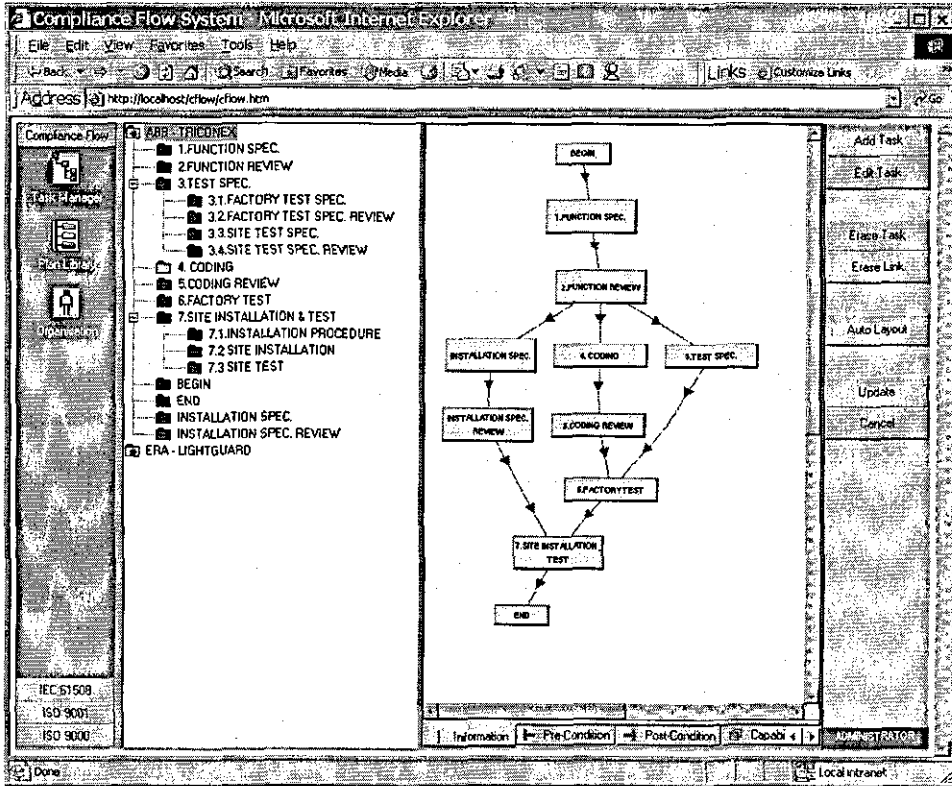 Compliance Flow System - Microsoft Internet Explorer
File Edit View Favorites Tools Help
Back Search Favorites Media Links Customize Links
Address http://localhost/cflow/cflow.htm Go
Compliance Flow
Task Manager
Plan Library
Organisation
IEC 61508
ISO 9001
ISO 9000
ABB - TRICONEX
1.FUNCTION SPEC.
2.FUNCTION REVIEW
3.TEST SPEC.
3.1.FACTORY TEST SPEC.
3.2.FACTORY TEST SPEC. REVIEW
3.3.SITE TEST SPEC.
3.4.SITE TEST SPEC. REVIEW
4. CODING
5.CODING REVIEW
6.FACTORY TEST
7.SITE INSTALLATION & TEST
7.1.INSTALLATION PROCEDURE
7.2 SITE INSTALLATION
7.3 SITE TEST
BEGIN
END
INSTALLATION SPEC.
INSTALLATION SPEC. REVIEW
ERA - LIGHTGUARD
BEGIN
1.FUNCTION SPEC.
2.FUNCTION REVIEW
INSTALLATION SPEC.
4. CODING
3.TEST SPEC.
INSTALLATION SPEC.
REVIEW
5.CODING REVIEW
6.FACTORYTEST
7.SITE INSTALLATION
TEST
END
Information Pre-Condition Post-Condition Capabi
Add Task
Edit Task
Erase Task
Erase Link
Auto Layout
Update
Cancel
ADMINISTRATOR
Done
Local intranet